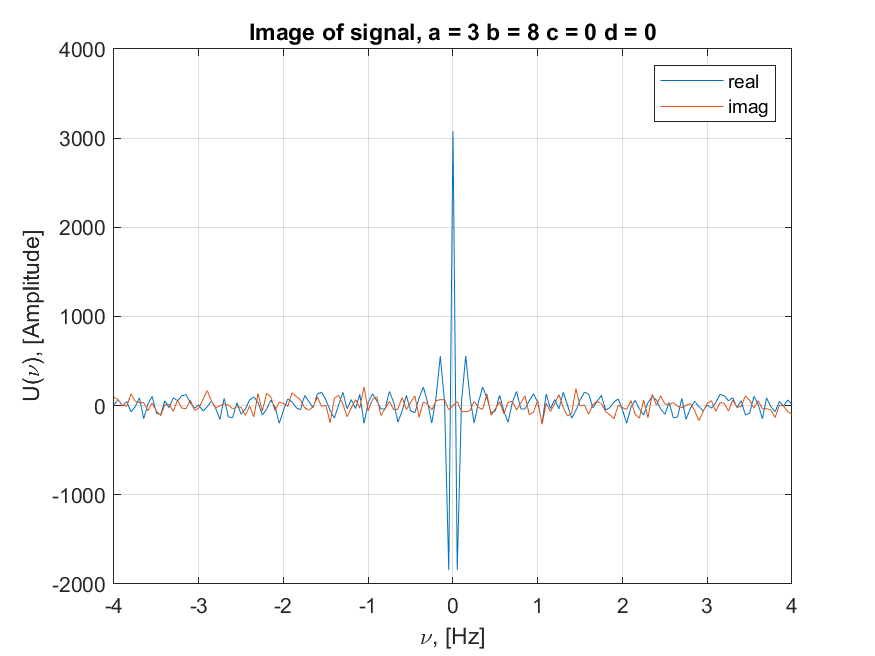 Image of signal, a = 3 b = 8 c = 0 d = 0
4000
3000
2000
1000
0
-1000
-2000
U(ν), [Amplitude]
real
imag
-4 -3 -2 -1 0 1 2 3 4
ν, [Hz]